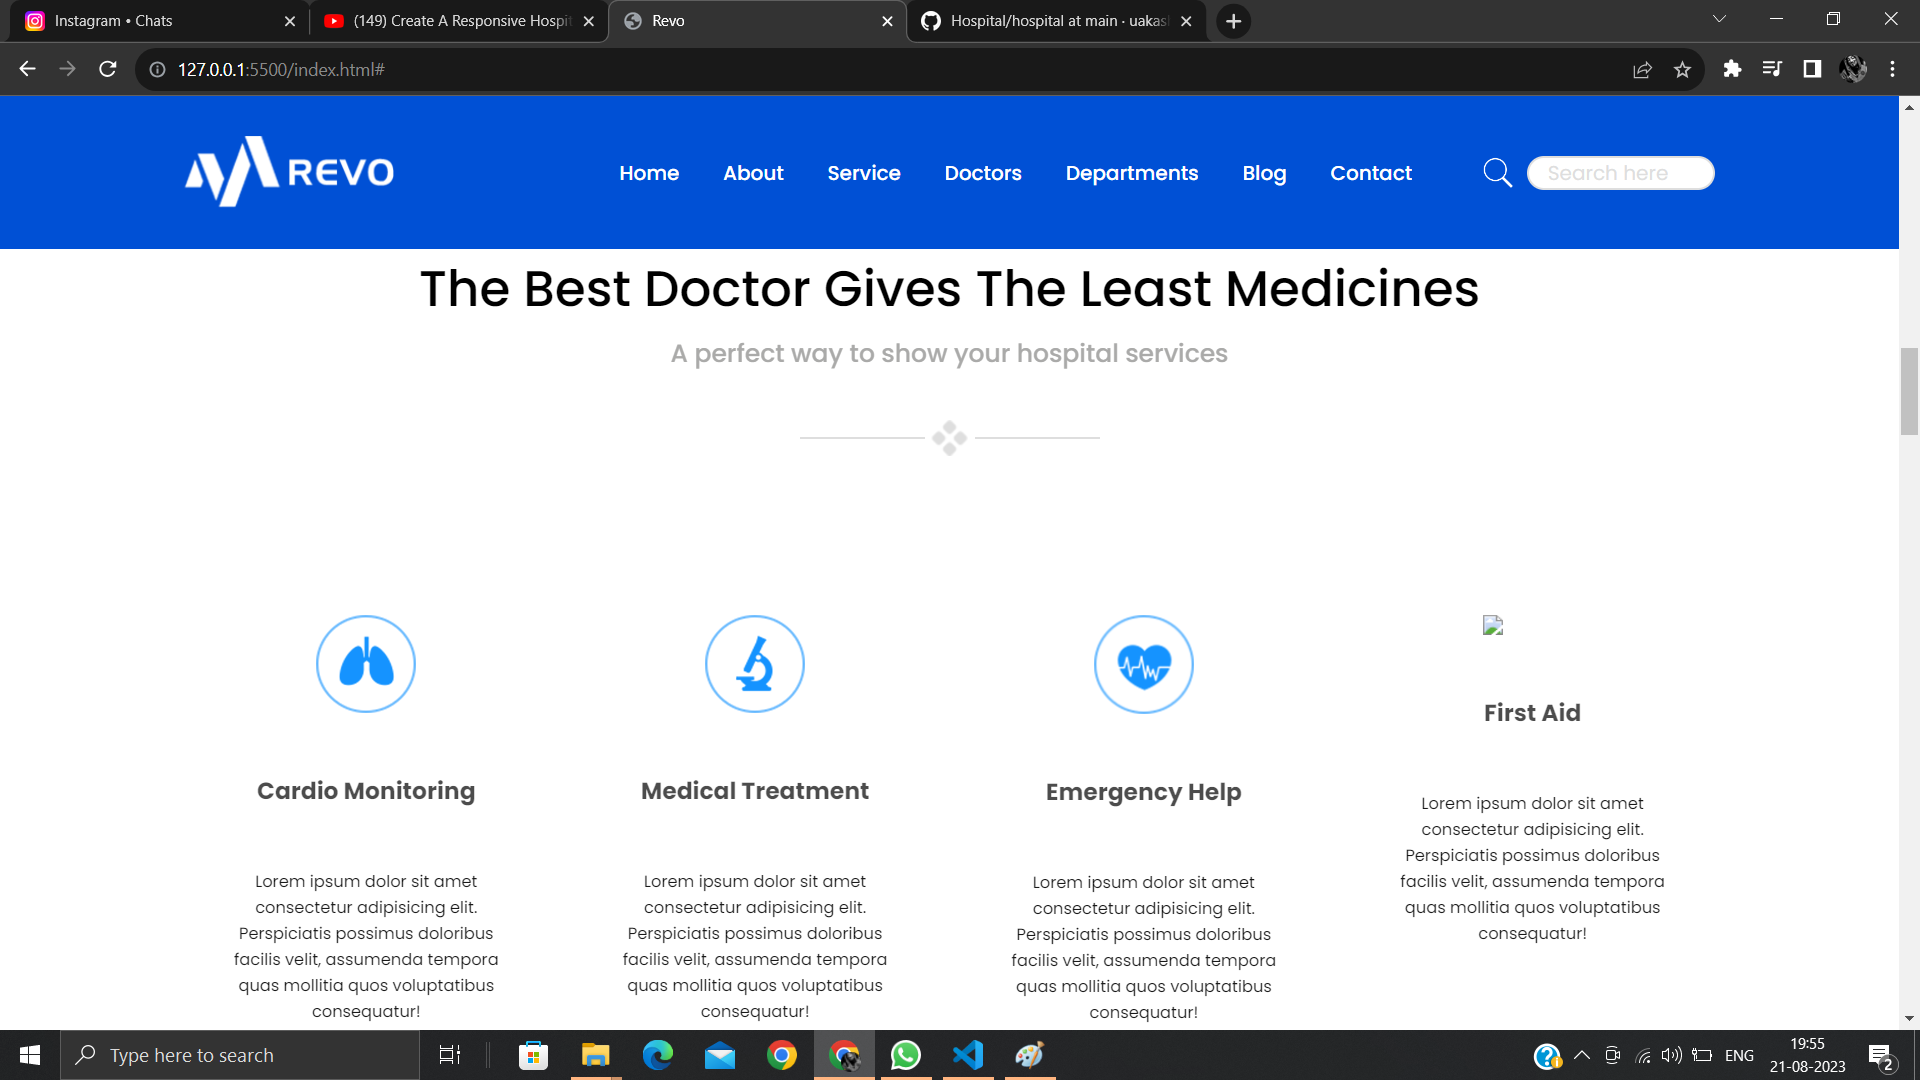 Instagram • Chats
(149) Create A Responsive Hospit
Revo
Hospital/hospital at main · uakas
127.0.0.1:5500/index.html#
REVO
Home
About
Service
Doctors
Departments
Blog
Contact
Search here
The Best Doctor Gives The Least Medicines
A perfect way to show your hospital services
Cardio Monitoring
Lorem ipsum dolor sit amet
consectetur adipisicing elit.
Perspiciatis possimus doloribus
facilis velit, assumenda tempora
quas mollitia quos voluptatibus
consequatur!
Medical Treatment
Lorem ipsum dolor sit amet
consectetur adipisicing elit.
Perspiciatis possimus doloribus
facilis velit, assumenda tempora
quas mollitia quos voluptatibus
consequatur!
Emergency Help
Lorem ipsum dolor sit amet
consectetur adipisicing elit.
Perspiciatis possimus doloribus
facilis velit, assumenda tempora
quas mollitia quos voluptatibus
consequatur!
First Aid
Lorem ipsum dolor sit amet
consectetur adipisicing elit.
Perspiciatis possimus doloribus
facilis velit, assumenda tempora
quas mollitia quos voluptatibus
consequatur!
Type here to search
ENG
19:55
21-08-2023
2